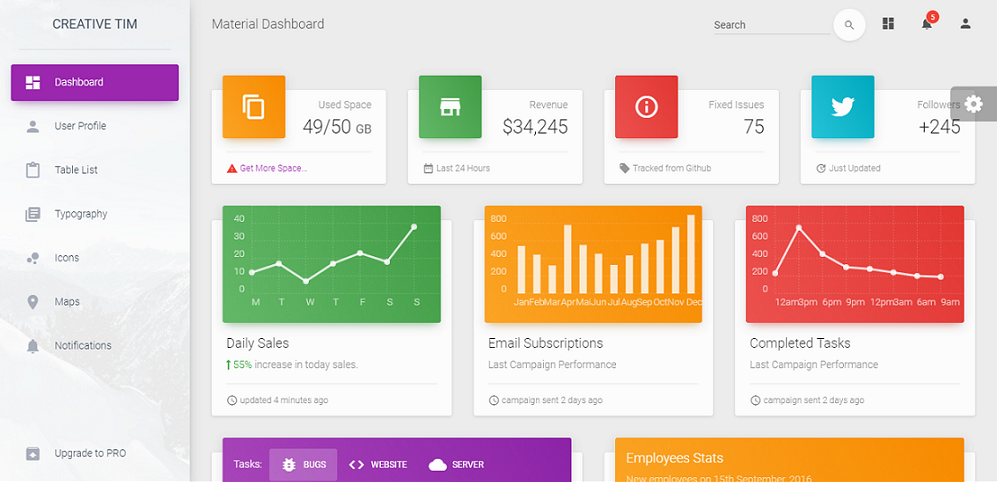 CREATIVE TIM
Dashboard
User Profile
Table List
Typography
Icons
Maps
Notifications
Upgrade to PRO
Material Dashboard
Search
5
Used Space
49/50 GB
Get More Space...
Revenue
$34,245
Last 24 Hours
Fixed Issues
75
Tracked from Github
Followers
+245
Just Updated
40
30
20
10
0
M T W T F S S
Daily Sales
55% increase in today sales.
updated 4 minutes ago
800
600
400
200
0
Jan Feb Mar Apr Mai Jun Jul Aug Sep Oct Nov Dec
Email Subscriptions
Last Campaign Performance
campaign sent 2 days ago
800
600
400
200
0
12am 3pm 6pm 9pm 12pm 3am 6am 9am
Completed Tasks
Last Campaign Performance
campaign sent 2 days ago
Tasks: BUGS WEBSITE SERVER
Employees Stats
New employees on 15th September, 2016